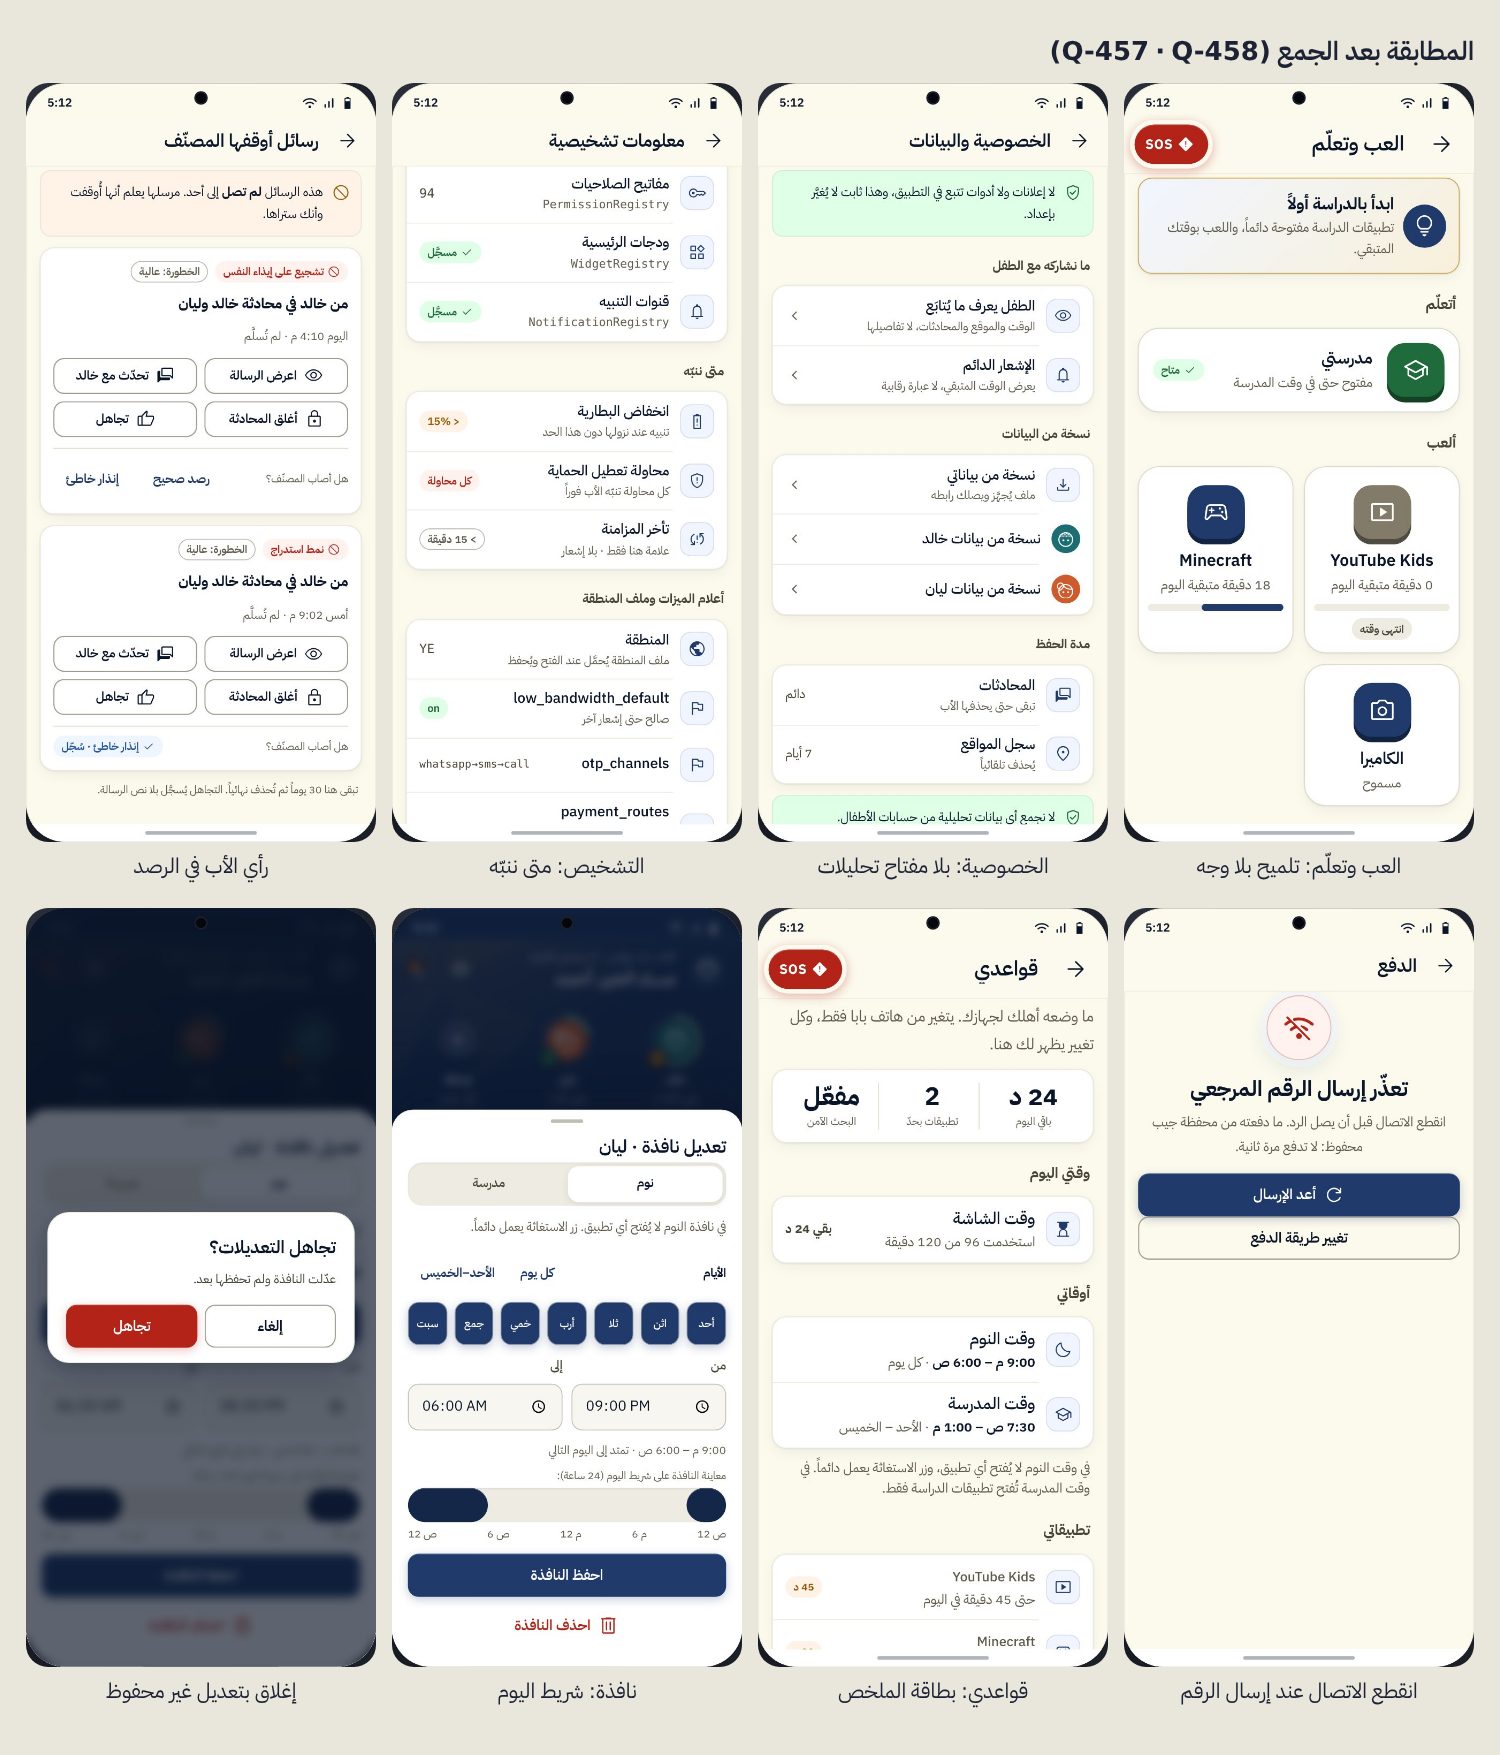 المطابقة بعد الجمع (Q-457 · Q-458)
5:12
العب وتعلّم
SOS
ابدأ بالدراسة أولاً
تطبيقات الدراسة مفتوحة دائماً، واللعب بوقتك
المتبقي.
أتعلّم
مدرستي
مفتوح حتى في وقت المدرسة
متاح
ألعب
YouTube Kids
0 دقيقة متبقية اليوم
انتهى وقته
Minecraft
18 دقيقة متبقية اليوم
الكاميرا
مسموح
العب وتعلّم: تلميح بلا وجه
5:12
الخصوصية والبيانات
لا إعلانات ولا أدوات تتبع في التطبيق، وهذا ثابت لا يُغيَّر
بإعداد.
ما نشاركه مع الطفل
الطفل يعرف ما يُتابَع
الوقت والموقع والمحادثات، لا تفاصيلها
الإشعار الدائم
يعرض الوقت المتبقي، لا عبارة رقابية
نسخة من البيانات
نسخة من بياناتي
ملف يُجهَّز ويصلك رابطه
نسخة من بيانات خالد
نسخة من بيانات ليان
مدة الحفظ
المحادثات
تبقى حتى يحذفها الأب
دائم
سجل المواقع
يُحذف تلقائياً
7 أيام
لا نجمع أي بيانات تحليلية من حسابات الأطفال.
الخصوصية: بلا مفتاح تحليلات
5:12
معلومات تشخيصية
مفاتيح الصلاحيات
PermissionRegistry
94
ودجات الرئيسية
WidgetRegistry
مسجَّل
قنوات التنبيه
NotificationRegistry
مسجَّل
متى ننبّه
انخفاض البطارية
تنبيه عند نزولها دون هذا الحد
< 15%
محاولة تعطيل الحماية
كل محاولة تنبّه الأب فوراً
كل محاولة
تأخر المزامنة
علامة هنا فقط · بلا إشعار
> 15 دقيقة
أعلام الميزات وملف المنطقة
المنطقة
ملف المنطقة يُحمَّل عند الفتح ويُحفظ
YE
low_bandwidth_default
صالح حتى إشعار آخر
on
otp_channels
whatsapp→sms→call
payment_routes
التشخيص: متى ننبّه
5:12
رسائل أوقفها المصنّف
هذه الرسائل لم تصل إلى أحد. مرسلها يعلم أنها أُوقفت
وأنك ستراها.
تشجيع على إيذاء النفس
الخطورة: عالية
من خالد في محادثة خالد وليان
اليوم 4:10 م · لم تُسلَّم
اعرض الرسالة
تحدّث مع خالد
أغلق المحادثة
تجاهل
هل أصاب المصنّف؟
رصد صحيح
إنذار خاطئ
نمط استدراج
الخطورة: عالية
من خالد في محادثة خالد وليان
أمس 9:02 م · لم تُسلَّم
اعرض الرسالة
تحدّث مع خالد
أغلق المحادثة
تجاهل
هل أصاب المصنّف؟
إنذار خاطئ · سُجّل
تبقى هنا 30 يوماً ثم تُحذف نهائياً. التجاهل يُسجَّل بلا نص الرسالة.
رأي الأب في الرصد
5:12
الدفع
تعذّر إرسال الرقم المرجعي
انقطع الاتصال قبل أن يصل الرد. ما دفعته من محفظة جيب
محفوظ: لا تدفع مرة ثانية.
أعد الإرسال
تغيير طريقة الدفع
انقطع الاتصال عند إرسال الرقم
5:12
قواعدي
SOS
ما وضعه أهلك لجهازك. يتغير من هاتف بابا فقط، وكل
تغيير يظهر لك هنا.
24 د
باقي اليوم
2
تطبيقات بحدّ
مفعّل
البحث الآمن
وقتي اليوم
وقت الشاشة
استخدمت 96 من 120 دقيقة
بقي 24 د
أوقاتي
وقت النوم
9:00 م – 6:00 ص · كل يوم
وقت المدرسة
7:30 ص – 1:00 م · الأحد – الخميس
في وقت النوم لا يُفتح أي تطبيق، وزر الاستغاثة يعمل دائماً. في
وقت المدرسة تُفتح تطبيقات الدراسة فقط.
تطبيقاتي
YouTube Kids
حتى 45 دقيقة في اليوم
45 د
Minecraft
قواعدي: بطاقة الملخص
تعديل نافذة · ليان
نوم
مدرسة
في نافذة النوم لا يُفتح أي تطبيق. زر الاستغاثة يعمل دائماً.
الأيام
كل يوم
الأحد–الخميس
أحد
اثن
ثلا
أرب
خمي
جمع
سبت
من
إلى
09:00 PM
06:00 AM
9:00 م – 6:00 ص · تمتد إلى اليوم التالي
معاينة النافذة على شريط اليوم (24 ساعة):
12 ص
6 م
12 م
6 ص
12 ص
احفظ النافذة
احذف النافذة
نافذة: شريط اليوم
تجاهل التعديلات؟
عدّلت النافذة ولم تحفظها بعد.
إلغاء
تجاهل
إغلاق بتعديل غير محفوظ